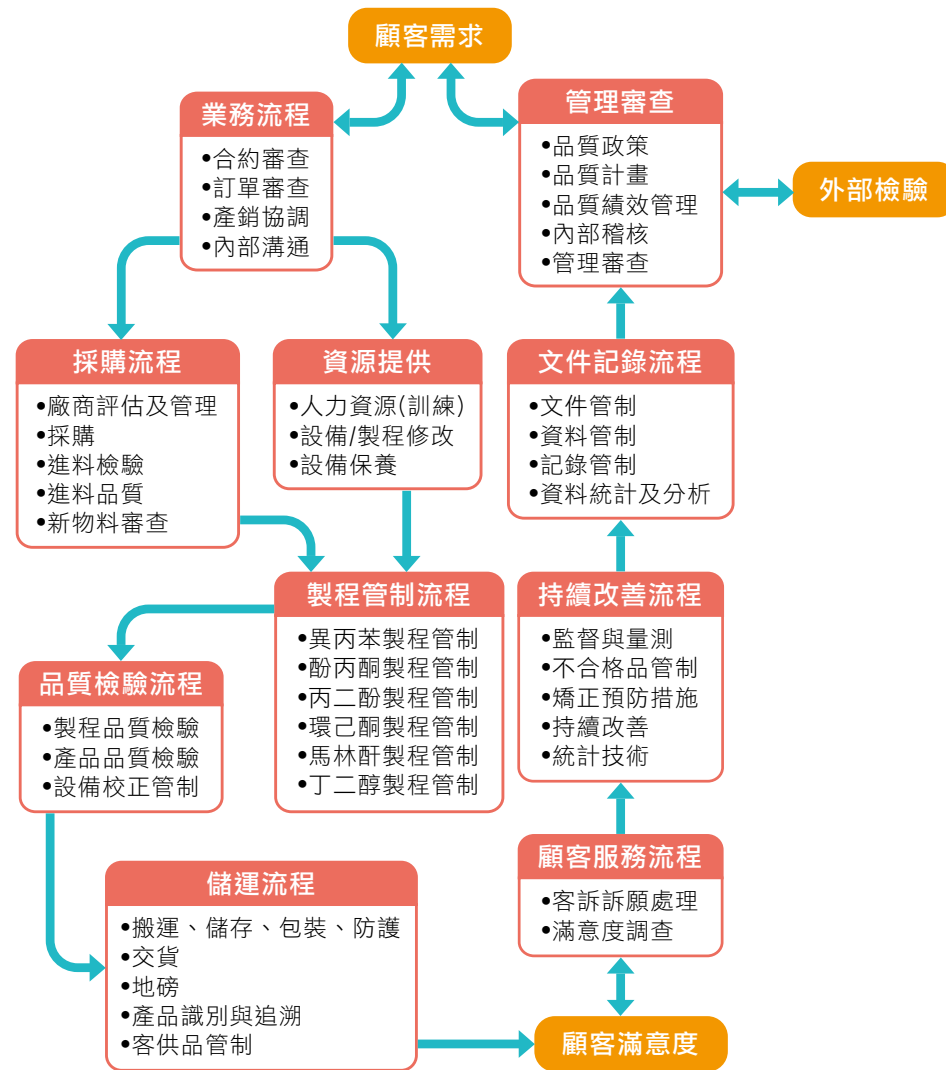 顧客需求
業務流程
•合約審查
•訂單審查
•產銷協調
•內部溝通
管理審查
•品質政策
•品質計畫
•品質績效管理
•內部稽核
•管理審查
外部檢驗
採購流程
•廠商評估及管理
•採購
•進料檢驗
•進料品質
•新物料審查
資源提供
•人力資源(訓練)
•設備/製程修改
•設備保養
文件記錄流程
•文件管制
•資料管制
•記錄管制
•資料統計及分析
製程管制流程
•異丙苯製程管制
•酚丙酮製程管制
•丙二酚製程管制
•環己酮製程管制
•馬林酐製程管制
•丁二醇製程管制
持續改善流程
•監督與量測
•不合格品管制
•矯正預防措施
•持續改善
•統計技術
品質檢驗流程
•製程品質檢驗
•產品品質檢驗
•設備校正管制
顧客服務流程
•客訴訴願處理
•滿意度調查
儲運流程
•搬運、儲存、包裝、防護
•交貨
•地磅
•產品識別與追溯
•客供品管制
顧客滿意度